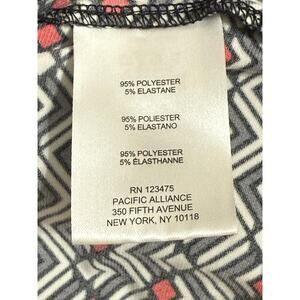 95% POLYESTER
5% ELASTANE
95% POLIESTER
5% ELASTANO
95% POLYESTER
5% ÉLASTHANNE
RN 123475
PACIFIC ALLIANCE
350 FIFTH AVENUE
NEW YORK, NY 10118